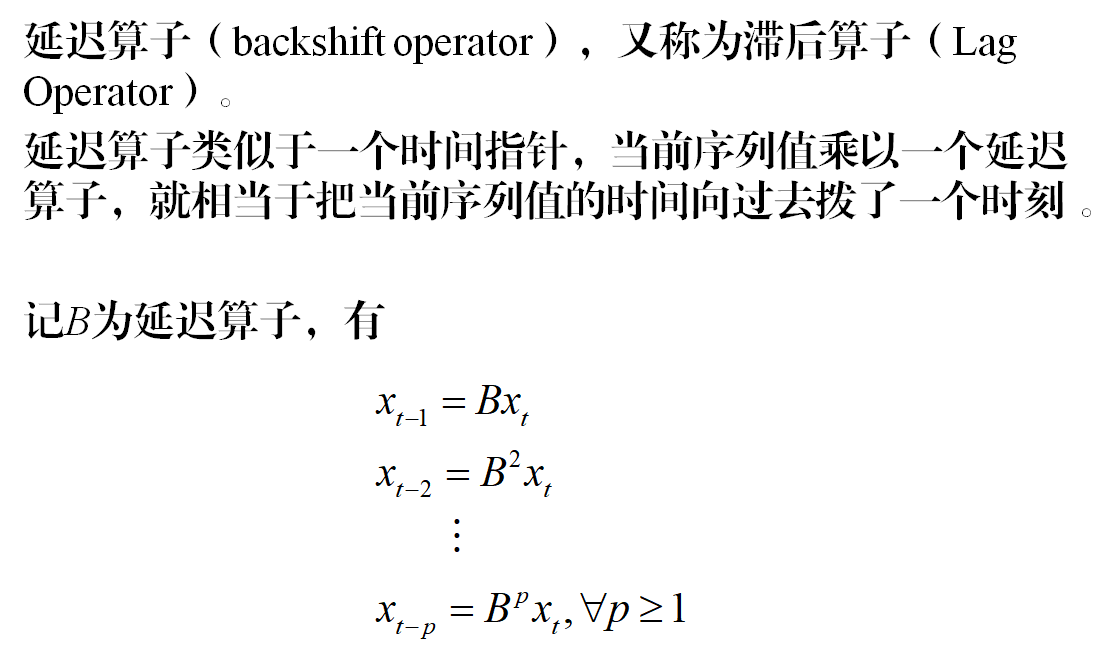 延迟算子（backshift operator），又称为滞后算子（Lag
Operator）。
延迟算子类似于一个时间指针，当前序列值乘以一个延迟
算子，就相当于把当前序列值的时间向过去拨了一个时刻 。
记B为延迟算子，有
x_{t−1} = Bx_t
x_{t−2} = B^2 x_t
⋮
x_{t−p} = B^p x_t, ∀p ≥ 1